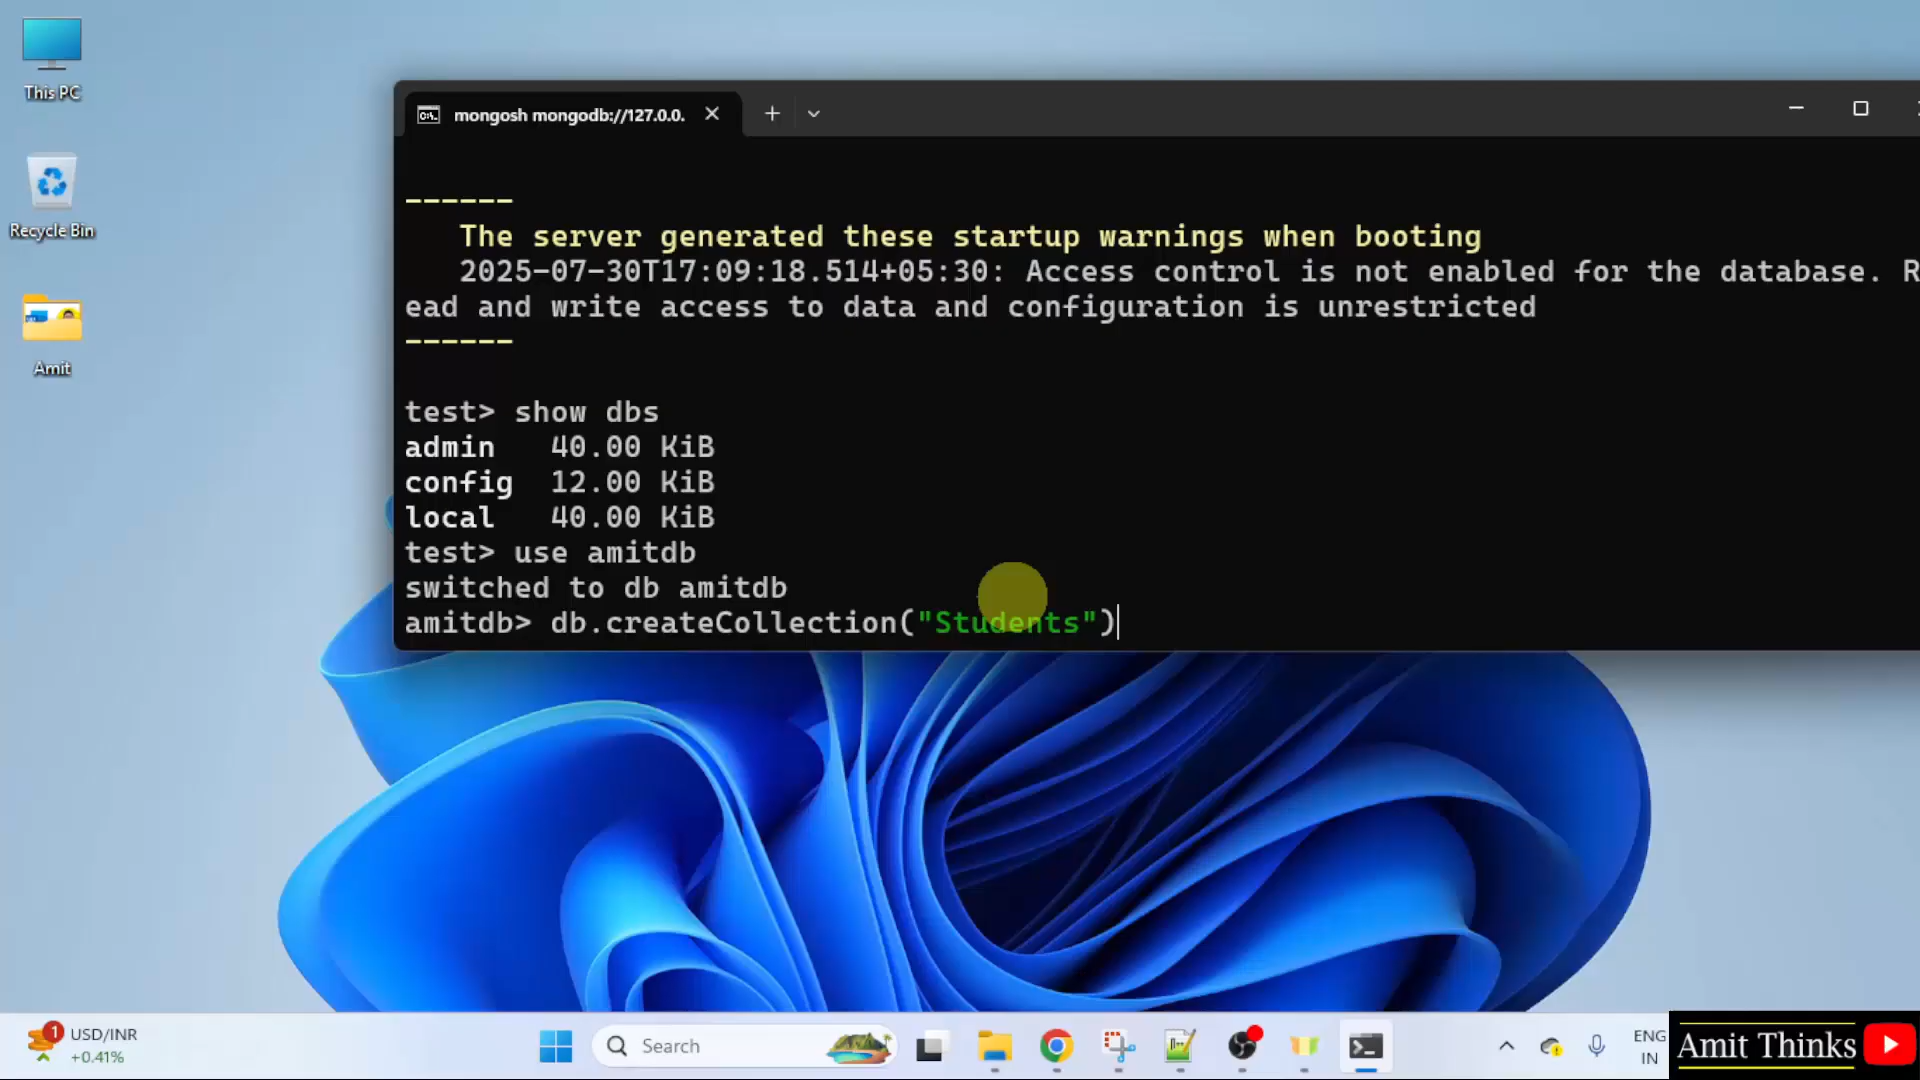 This PC
Recycle Bin
Amit
mongosh mongodb://127.0.0.
------
The server generated these startup warnings when booting
2025-07-30T17:09:18.514+05:30: Access control is not enabled for the database. R
ead and write access to data and configuration is unrestricted
------
test> show dbs
admin 40.00 KiB
config 12.00 KiB
local 40.00 KiB
test> use amitdb
switched to db amitdb
amitdb> db.createCollection("Students")
1
USD/INR
+0.41%
Search
ENG
IN
Amit Thinks